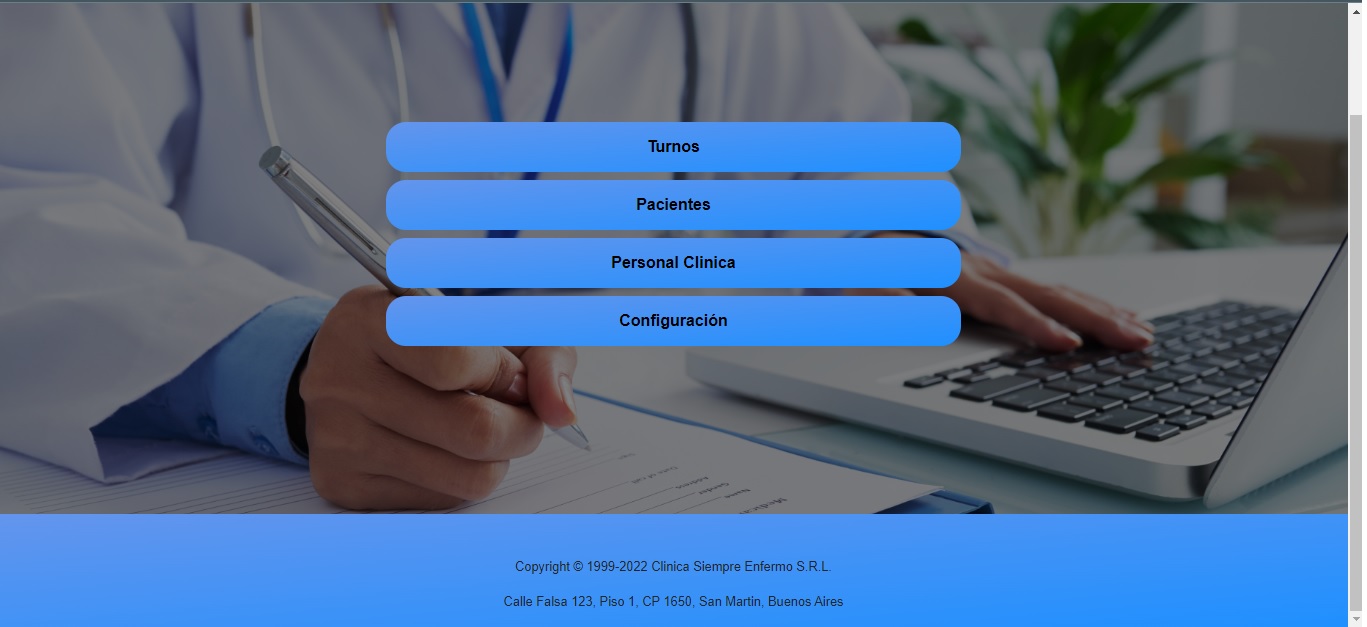 Turnos
Pacientes
Personal Clinica
Configuración
Copyright © 1999-2022 Clinica Siempre Enfermo S.R.L.
Calle Falsa 123, Piso 1, CP 1650, San Martin, Buenos Aires